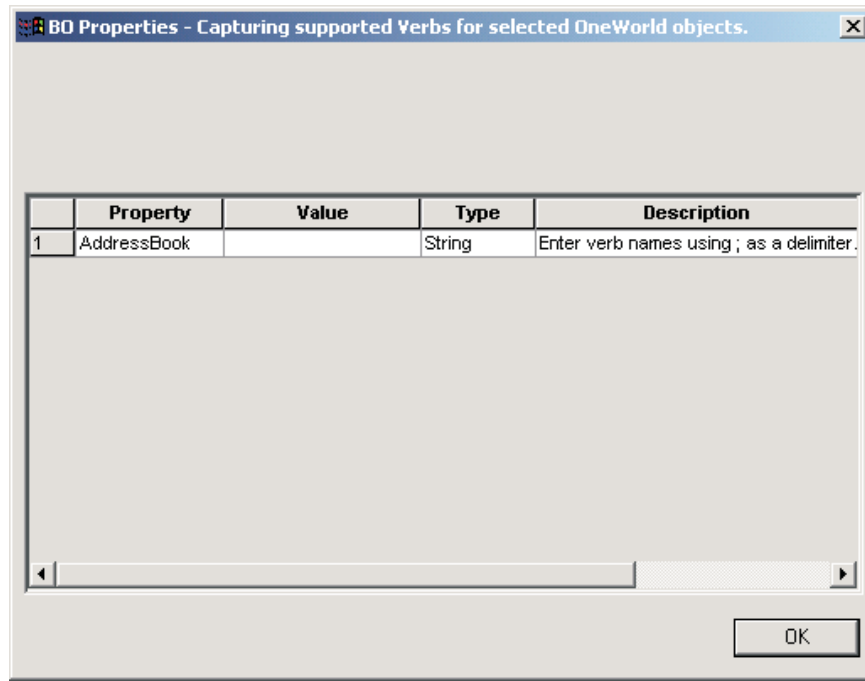 BO Properties - Capturing supported Verbs for selected OneWorld objects.
Property Value Type Description
1 AddressBook String Enter verb names using ; as a delimiter.
OK